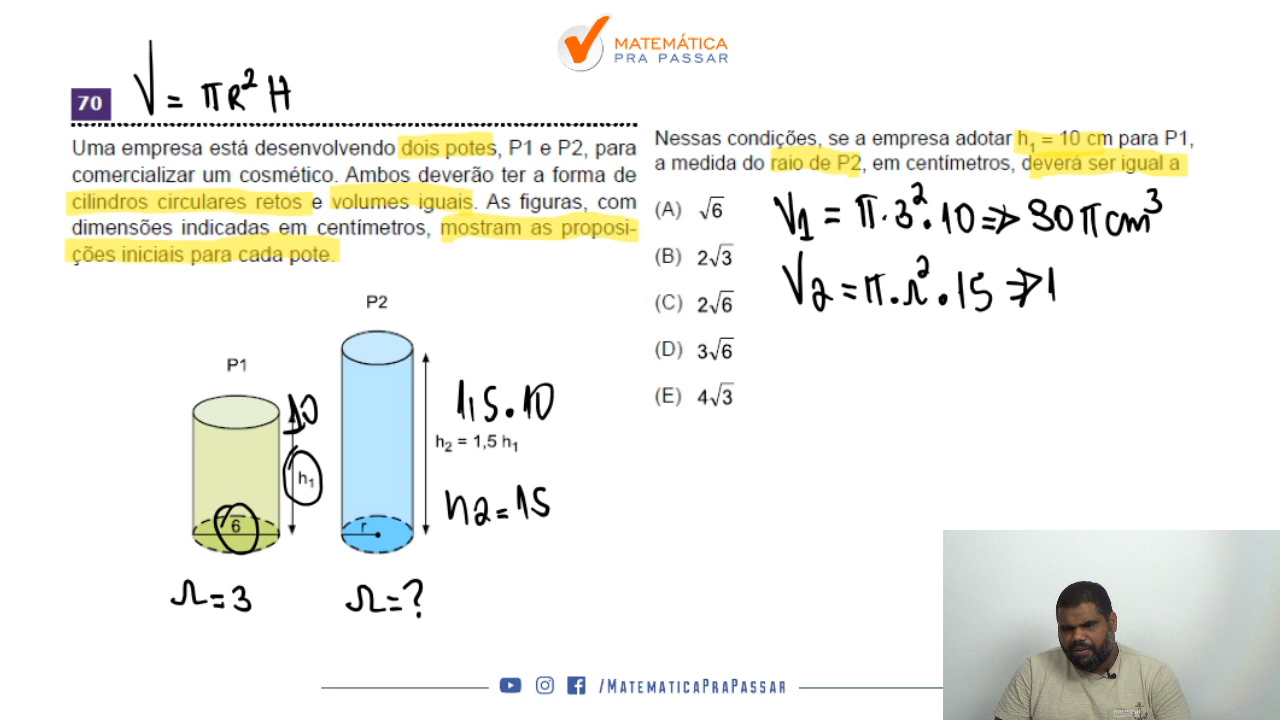 MATEMÁTICA
PRA PASSAR
V = πR²H
70
Uma empresa está desenvolvendo dois potes, P1 e P2, para
comercializar um cosmético. Ambos deverão ter a forma de
cilindros circulares retos e volumes iguais. As figuras, com
dimensões indicadas em centímetros, mostram as proposi-
ções iniciais para cada pote.
P2
P1
10
1,5.10
h₂ = 1,5 h₁
h₁
h2 = 15
6
r
r = 3
r = ?
Nessas condições, se a empresa adotar h₁ = 10 cm para P1,
a medida do raio de P2, em centímetros, deverá ser igual a
(A) √6
(B) 2√3
(C) 2√6
(D) 3√6
(E) 4√3
V1 = π.3².10 => 90πcm³
V2 = π.r².15 => 1
/MATEMATICAPRAPASSAR
nautical